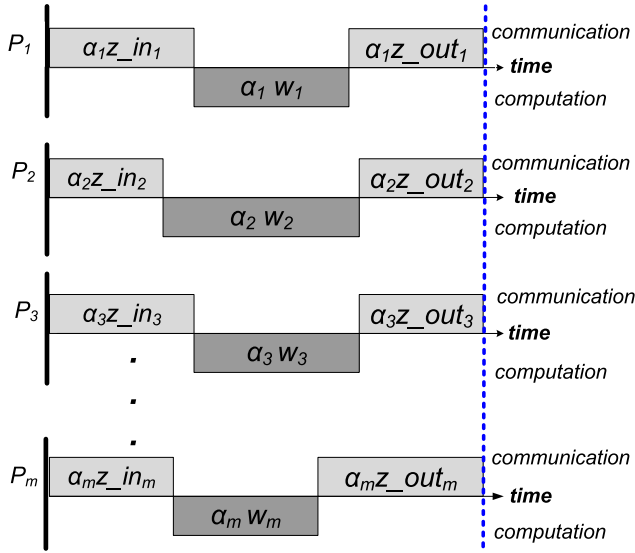 P₁ α₁z_in₁ α₁z_out₁ communication
time
α₁ w₁ computation
P₂ α₂z_in₂ α₂z_out₂ communication
time
α₂ w₂ computation
P₃ α₃z_in₃ α₃z_out₃ communication
time
α₃ w₃ computation
.
.
.
Pₘ αₘz_inₘ αₘz_outₘ communication
time
αₘ wₘ computation